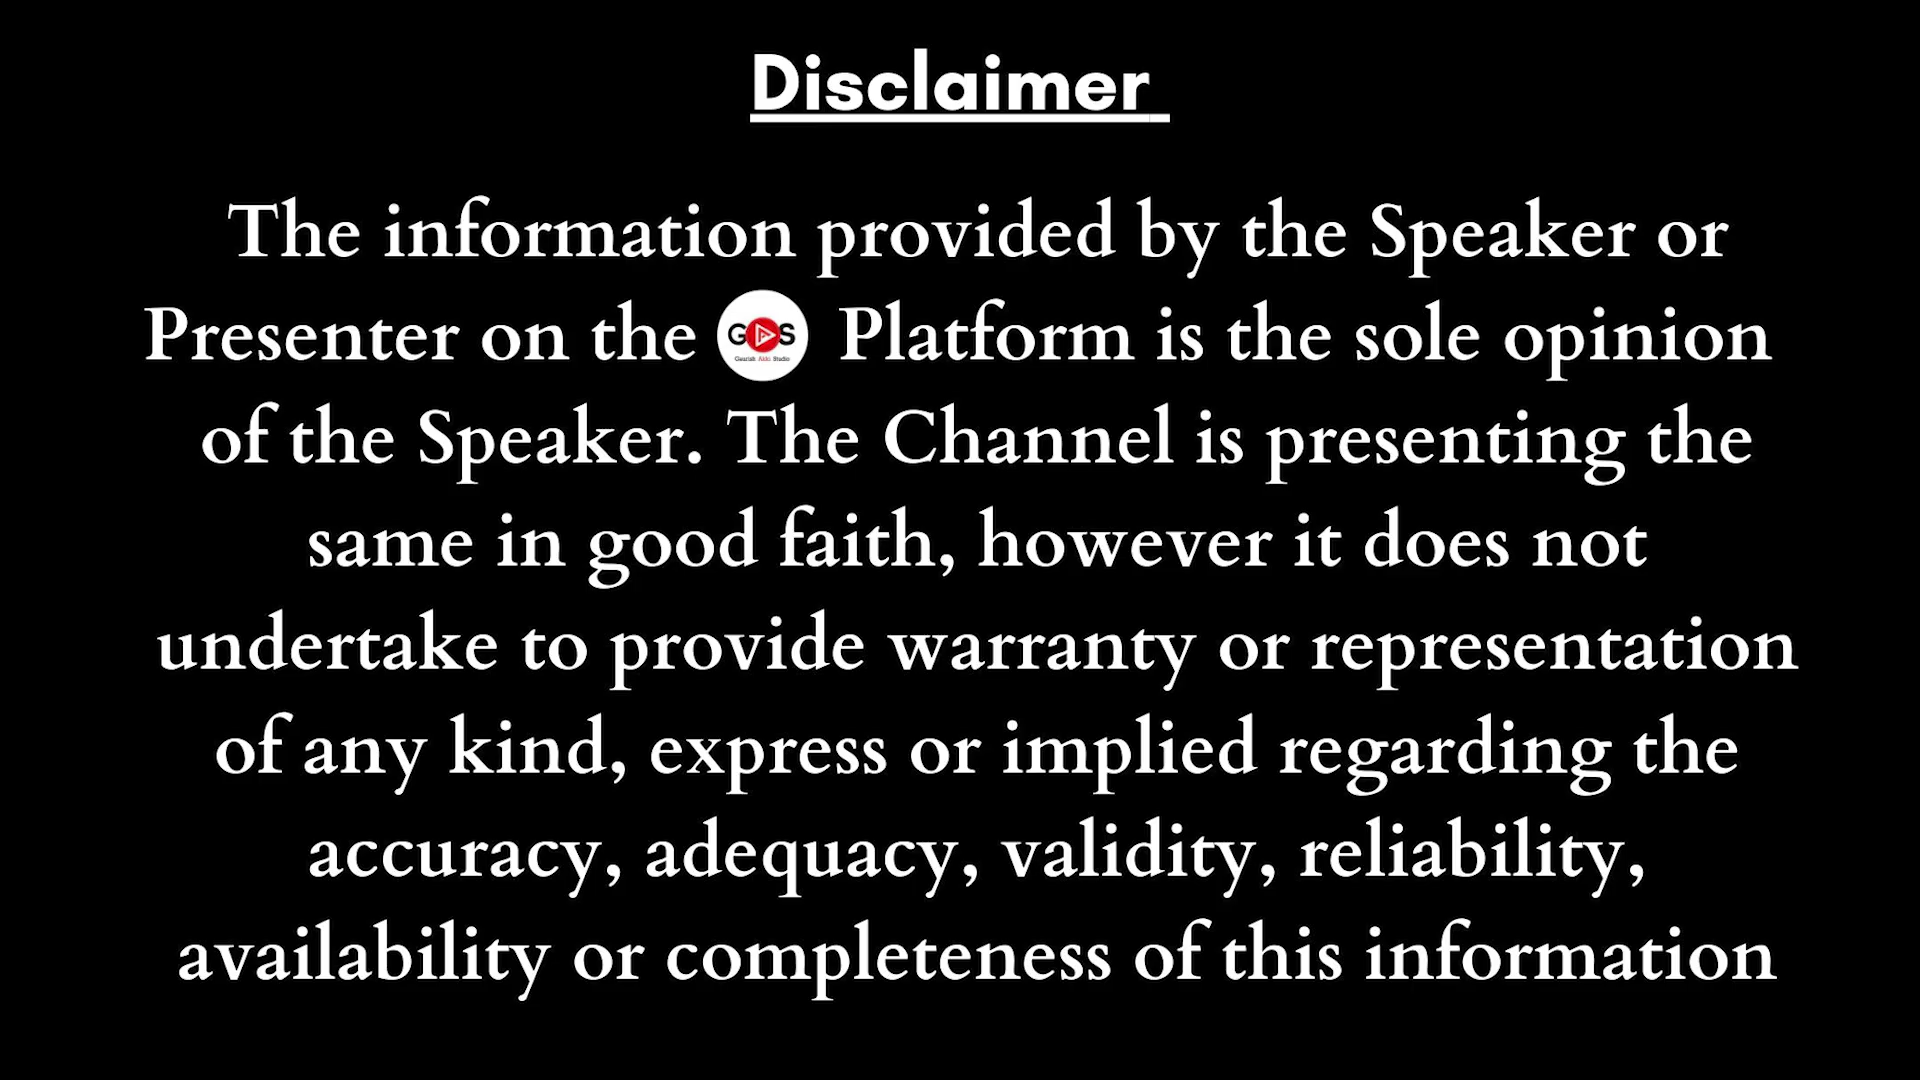 Disclaimer
The information provided by the Speaker or
Presenter on the GAS Platform is the sole opinion
Gaurish Akki Studio
of the Speaker. The Channel is presenting the
same in good faith, however it does not
undertake to provide warranty or representation
of any kind, express or implied regarding the
accuracy, adequacy, validity, reliability,
availability or completeness of this information